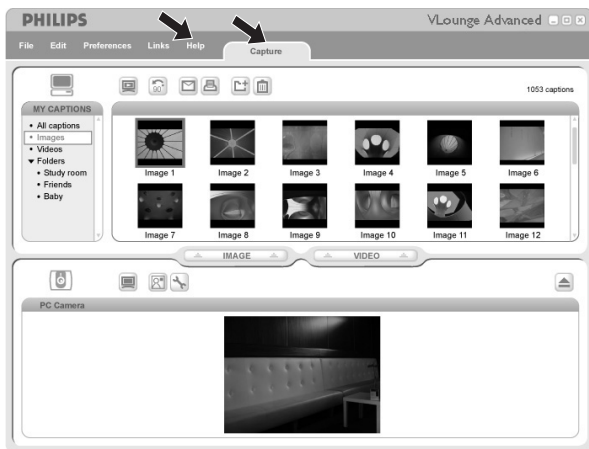 PHILIPS VLounge Advanced
File Edit Preferences Links Help Capture
90°
1053 captions
MY CAPTIONS
All captions
Images
Videos
Folders
Study room
Friends
Baby
Image 1 Image 2 Image 3 Image 4 Image 5 Image 6
Image 7 Image 8 Image 9 Image 10 Image 11 Image 12
IMAGE VIDEO
PC Camera